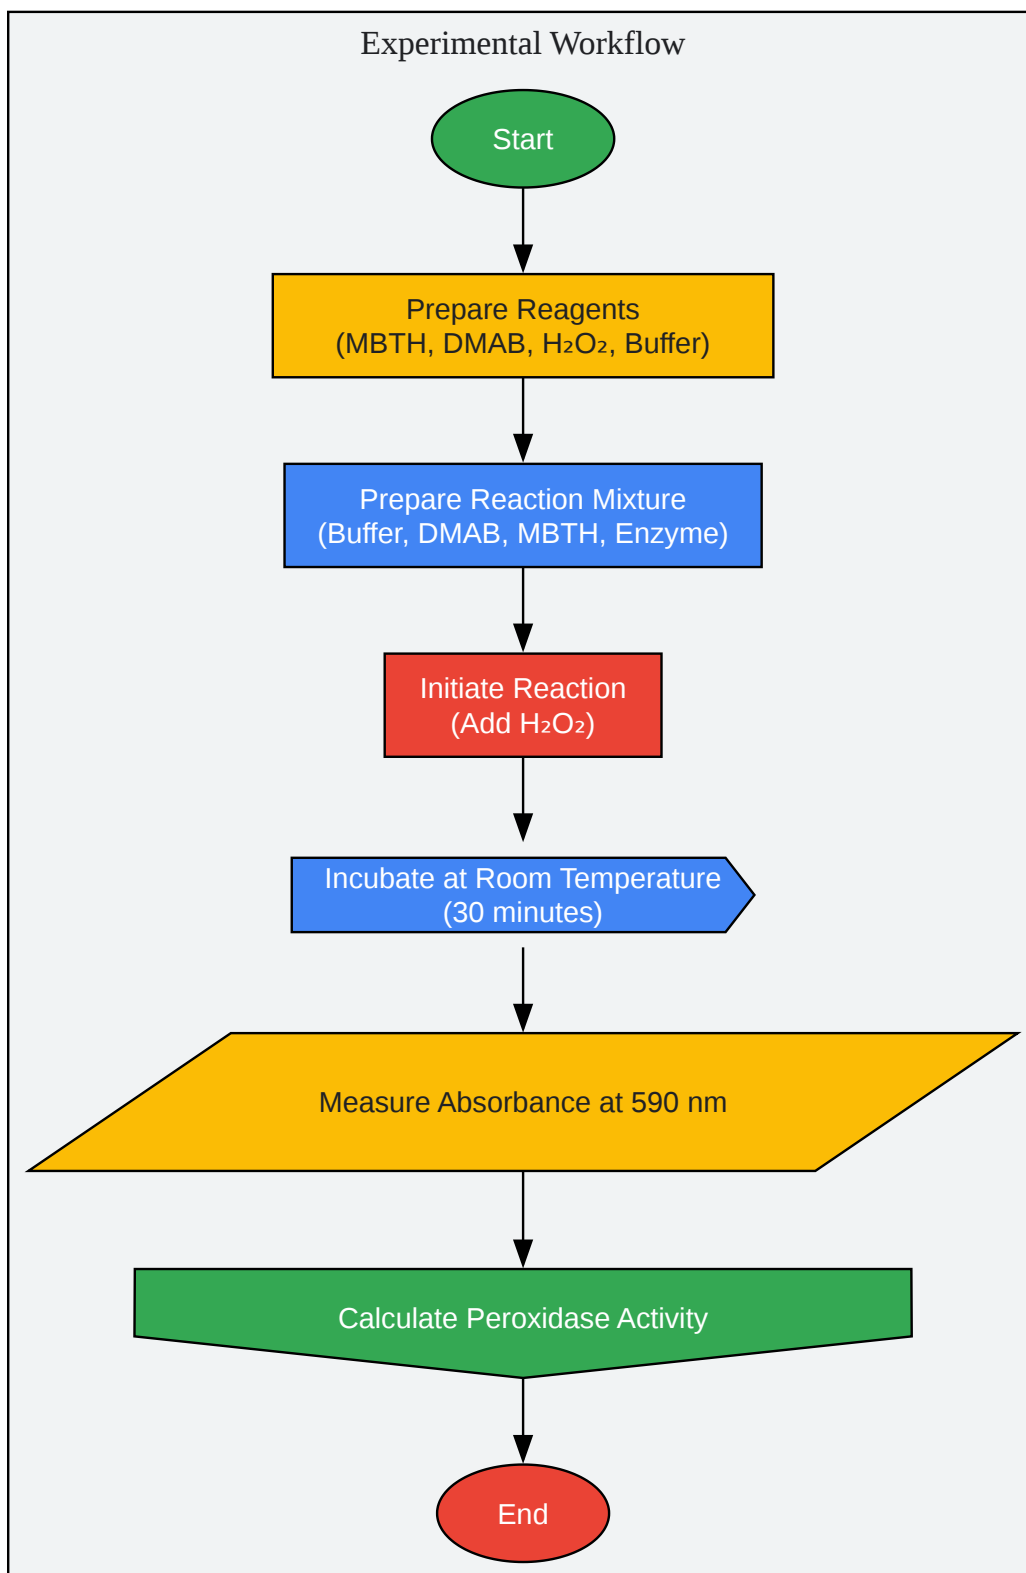 Experimental Workflow
Start
Prepare Reagents
(MBTH, DMAB, H₂O₂, Buffer)
Prepare Reaction Mixture
(Buffer, DMAB, MBTH, Enzyme)
Initiate Reaction
(Add H₂O₂)
Incubate at Room Temperature
(30 minutes)
Measure Absorbance at 590 nm
Calculate Peroxidase Activity
End